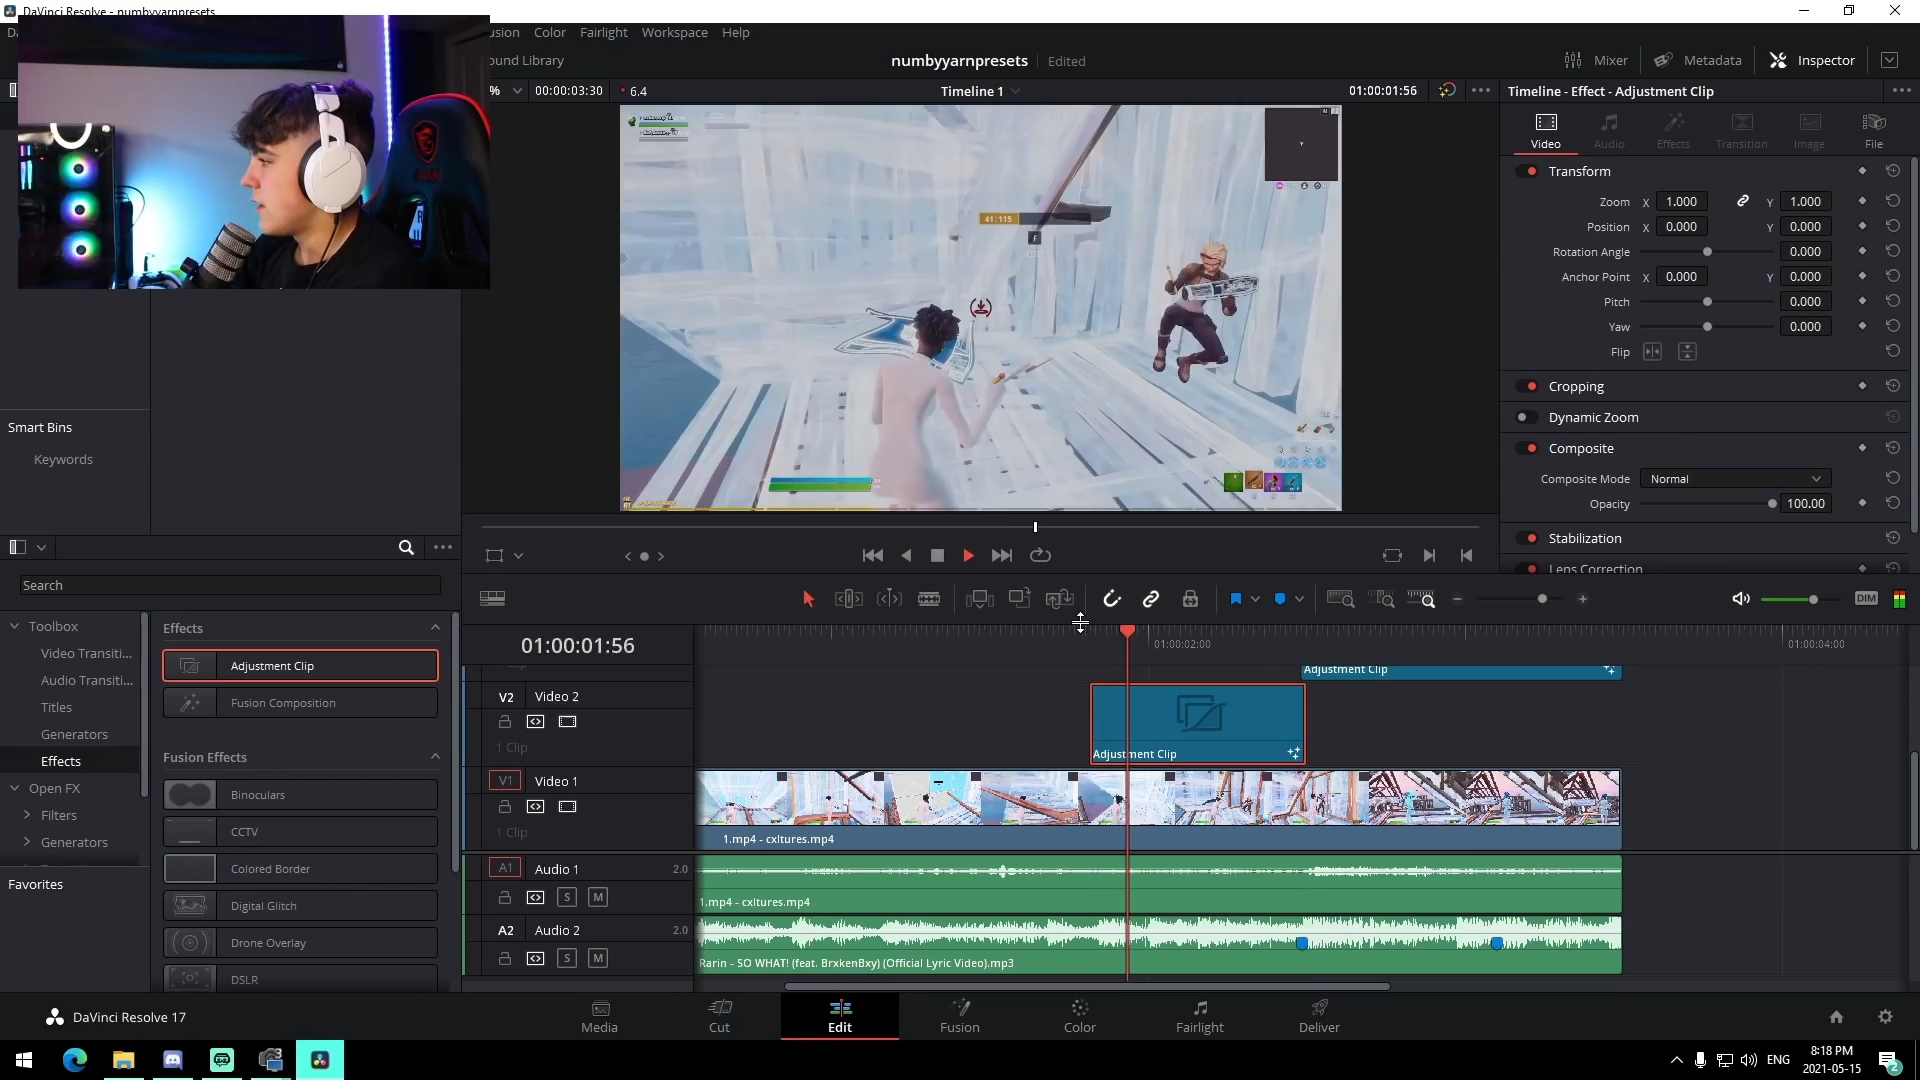 DaVinci Resolve - numbyyarnpresets
usion Color Fairlight Workspace Help
ound Library
numbyyarnpresets Edited
Mixer Metadata Inspector
% 00:00:03:30 6.4 Timeline 1 01:00:01:56
Timeline - Effect - Adjustment Clip
Video Audio Effects Transition Image File
Transform
Zoom X 1.000 Y 1.000
Position X 0.000 Y 0.000
Rotation Angle 0.000
Anchor Point X 0.000 Y 0.000
Pitch 0.000
Yaw 0.000
Flip
Cropping
Dynamic Zoom
Composite
Composite Mode Normal
Opacity 100.00
Stabilization
Lens Correction
41 115
F
Smart Bins
Keywords
Search
Toolbox
Video Transiti...
Audio Transiti...
Titles
Generators
Effects
Open FX
Filters
Generators
Favorites
Effects
Adjustment Clip
Fusion Composition
Fusion Effects
Binoculars
CCTV
Colored Border
Digital Glitch
Drone Overlay
DSLR
DIM
01:00:01:56
01:00:02:00
01:00:04:00
Adjustment Clip
V2 Video 2
1 Clip
Adjustment Clip
V1 Video 1
1 Clip
1.mp4 - cxltures.mp4
A1 Audio 1 2.0
S M
1.mp4 - cxltures.mp4
A2 Audio 2 2.0
S M
Rarin - SO WHAT! (feat. BrxkenBxy) (Official Lyric Video).mp3
DaVinci Resolve 17
Media Cut Edit Fusion Color Fairlight Deliver
ENG
8:18 PM
2021-05-15
2